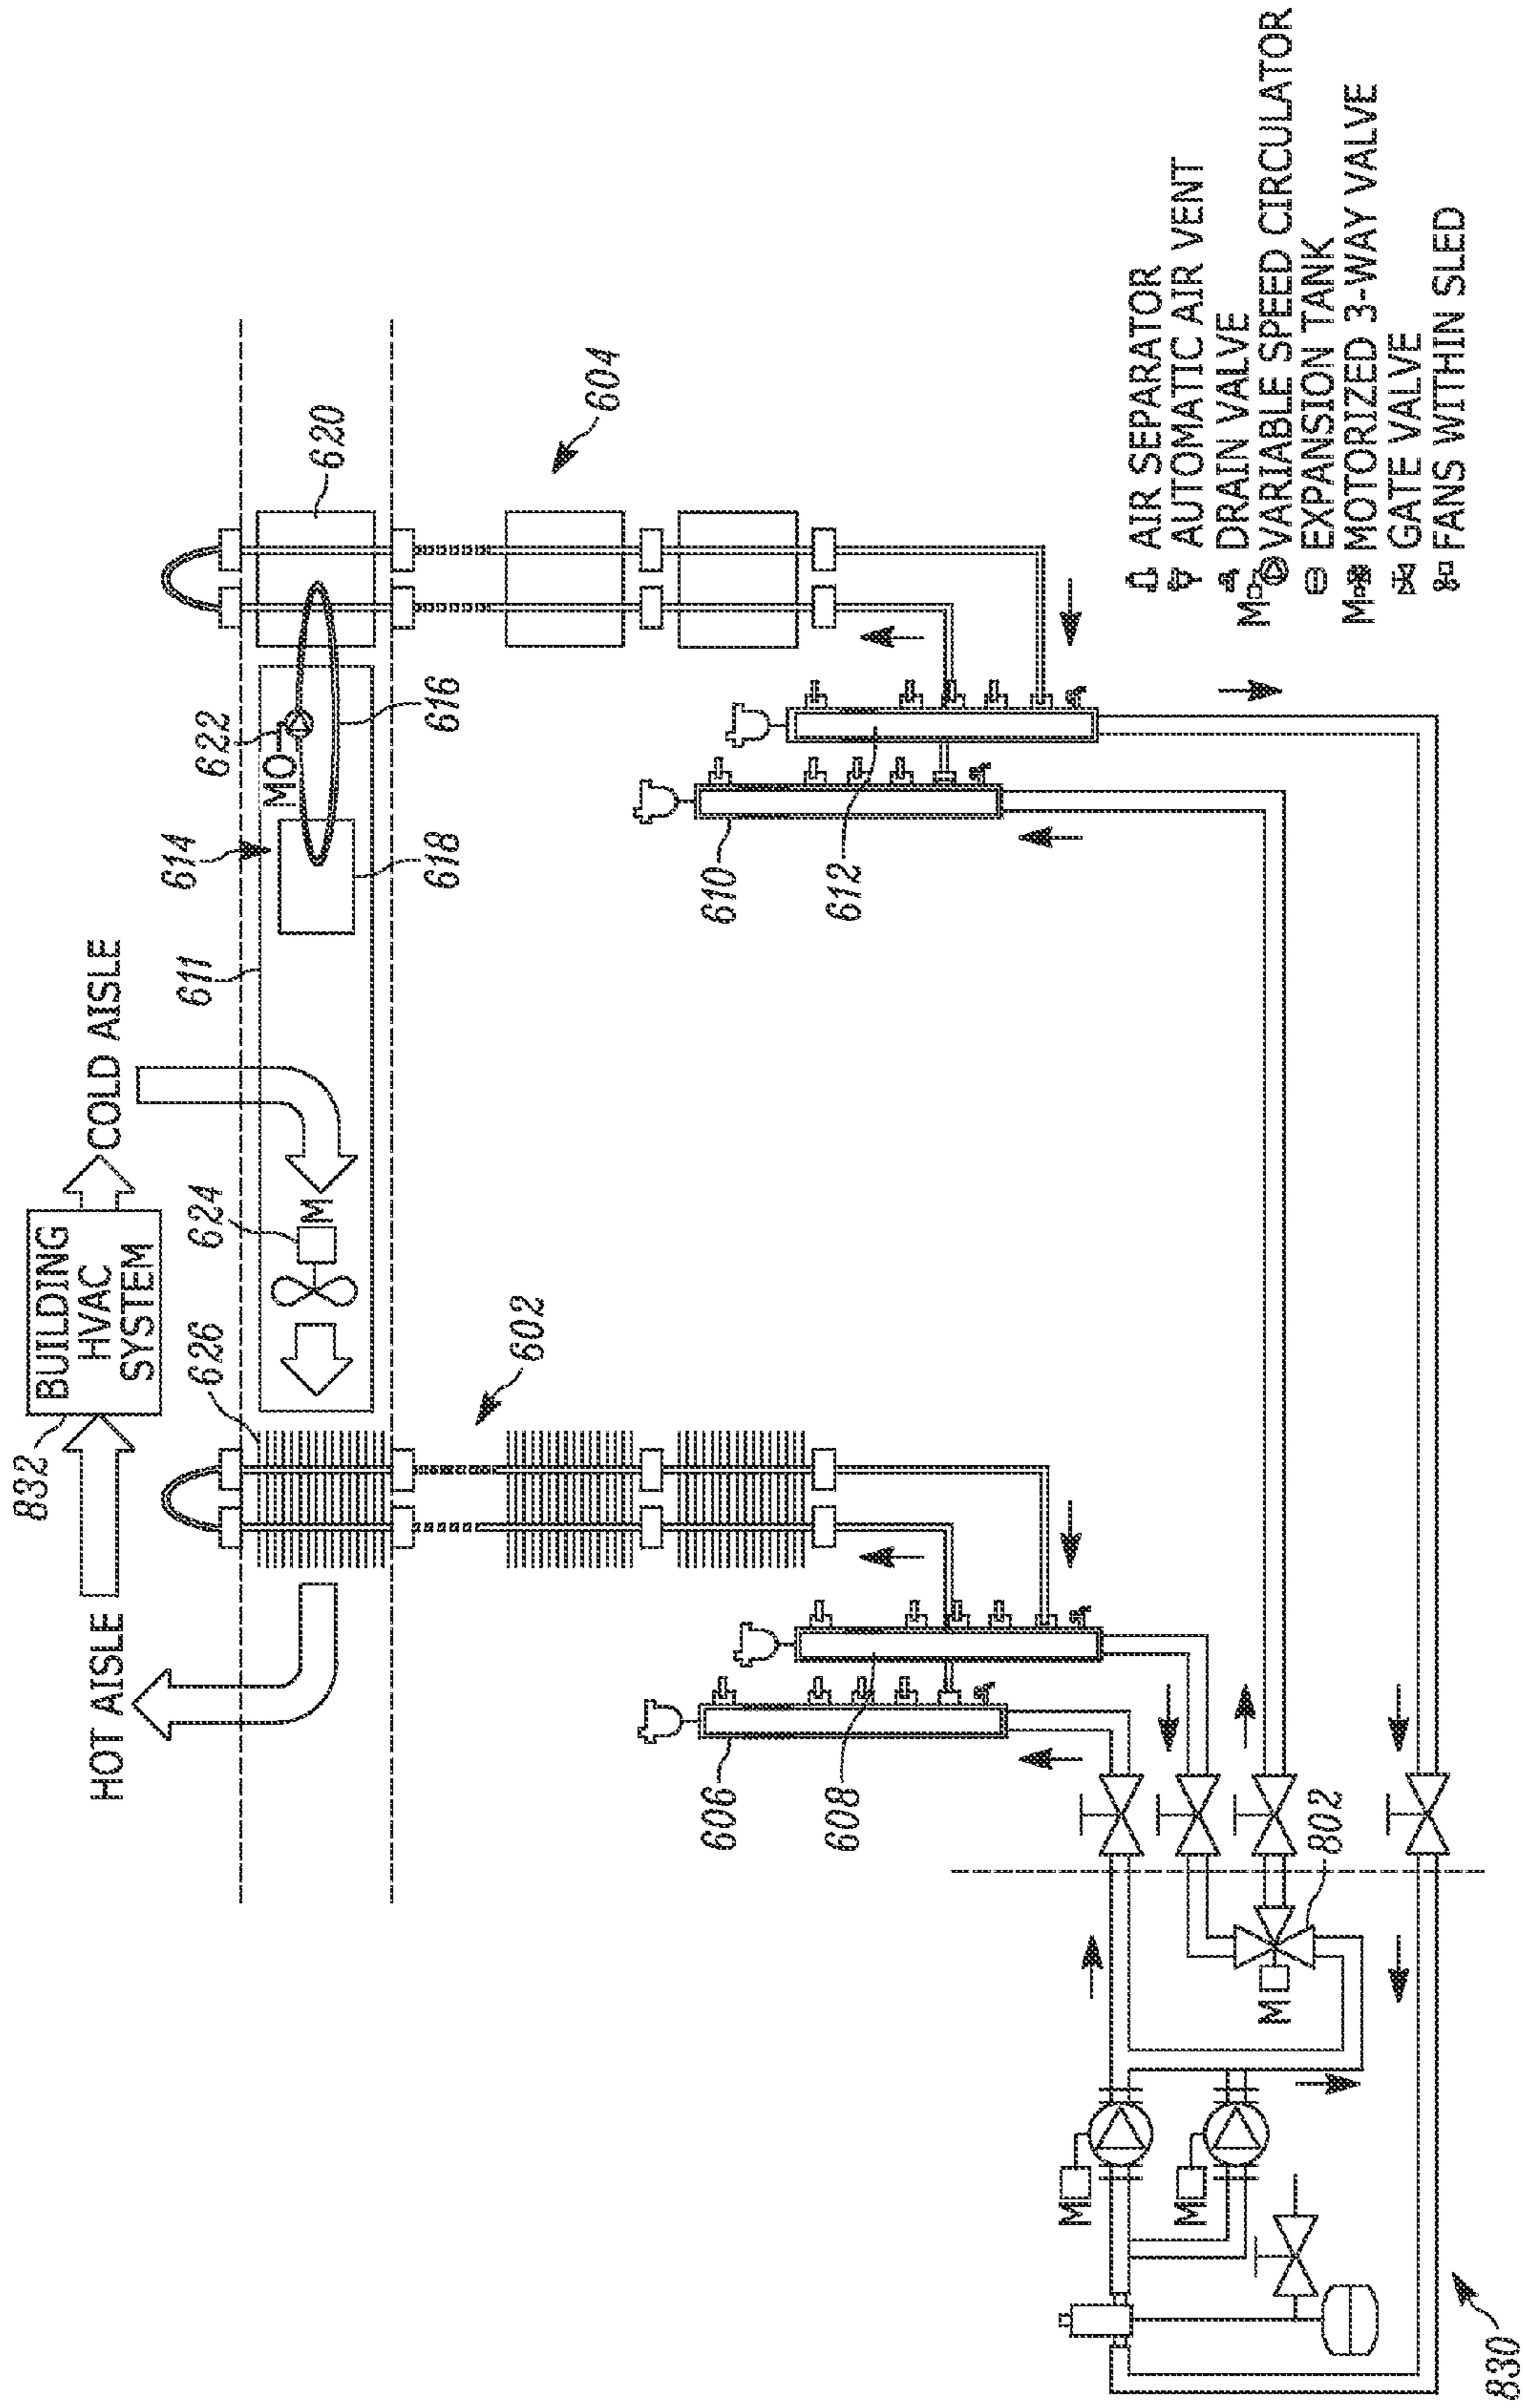 BUILDING
HVAC
SYSTEM
832
HOT AISLE
COLD AISLE
626
624
M
611
614
622
MO
618
616
620
602
604
606
608
610
612
802
M
M
M
830
AIR SEPARATOR
AUTOMATIC AIR VENT
DRAIN VALVE
M VARIABLE SPEED CIRCULATOR
EXPANSION TANK
M MOTORIZED 3-WAY VALVE
GATE VALVE
FANS WITHIN SLED